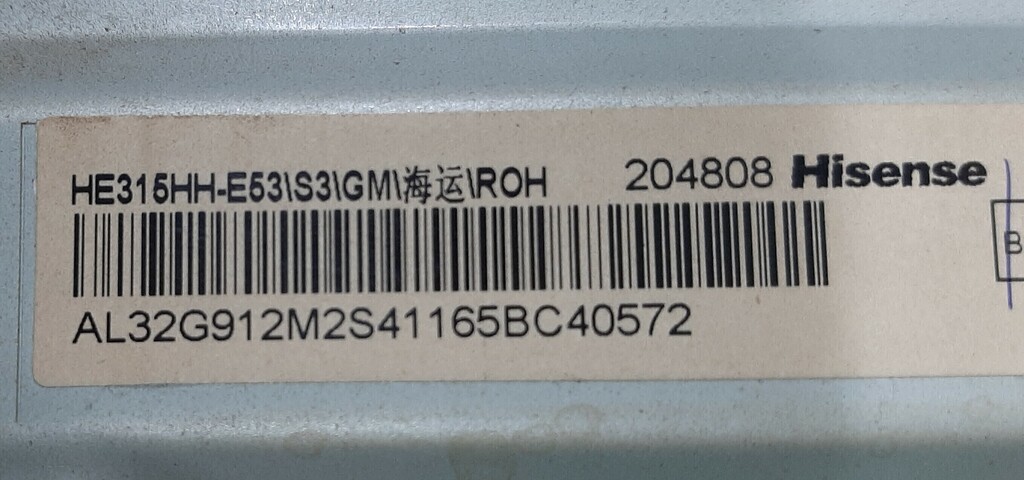 HE315HH-E53\S3\GM\海运\ROH 204808 Hisense
B
AL32G912M2S41165BC40572